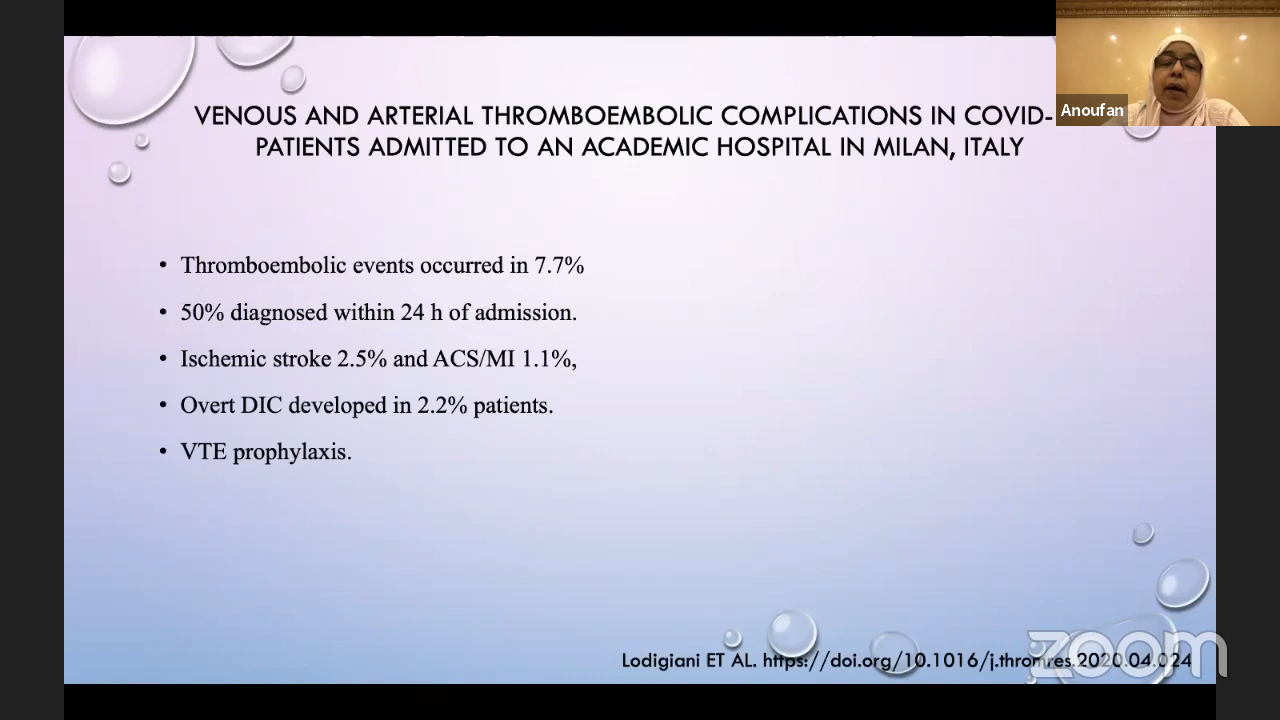 VENOUS AND ARTERIAL THROMBOEMBOLIC COMPLICATIONS IN COVID-
PATIENTS ADMITTED TO AN ACADEMIC HOSPITAL IN MILAN, ITALY
Anoufan
• Thromboembolic events occurred in 7.7%
• 50% diagnosed within 24 h of admission.
• Ischemic stroke 2.5% and ACS/MI 1.1%,
• Overt DIC developed in 2.2% patients.
• VTE prophylaxis.
Lodigiani ET AL. https://doi.org/10.1016/j.thromres.2020.04.024
zoom